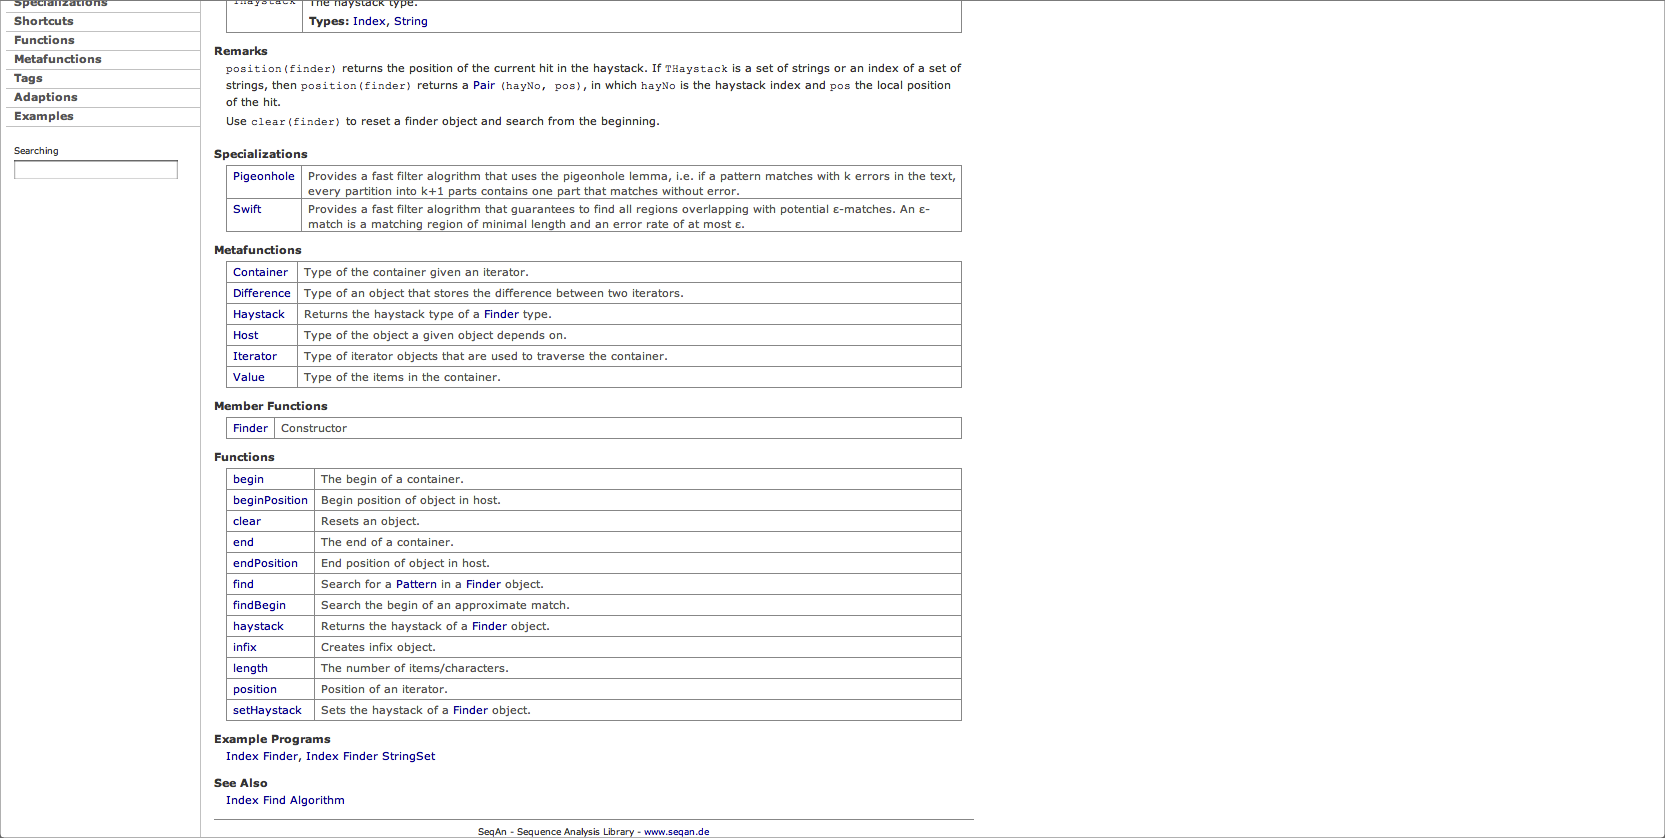 Specializations
Shortcuts
Functions
Metafunctions
Tags
Adaptions
Examples
Searching
THaystack The haystack type.
Types: Index, String
Remarks
position(finder) returns the position of the current hit in the haystack. If THaystack is a set of strings or an index of a set of
strings, then position(finder) returns a Pair (hayNo, pos), in which hayNo is the haystack index and pos the local position
of the hit.
Use clear(finder) to reset a finder object and search from the beginning.
Specializations
Pigeonhole Provides a fast filter alogrithm that uses the pigeonhole lemma, i.e. if a pattern matches with k errors in the text,
every partition into k+1 parts contains one part that matches without error.
Swift Provides a fast filter alogrithm that guarantees to find all regions overlapping with potential ε-matches. An ε-
match is a matching region of minimal length and an error rate of at most ε.
Metafunctions
Container Type of the container given an iterator.
Difference Type of an object that stores the difference between two iterators.
Haystack Returns the haystack type of a Finder type.
Host Type of the object a given object depends on.
Iterator Type of iterator objects that are used to traverse the container.
Value Type of the items in the container.
Member Functions
Finder Constructor
Functions
begin The begin of a container.
beginPosition Begin position of object in host.
clear Resets an object.
end The end of a container.
endPosition End position of object in host.
find Search for a Pattern in a Finder object.
findBegin Search the begin of an approximate match.
haystack Returns the haystack of a Finder object.
infix Creates infix object.
length The number of items/characters.
position Position of an iterator.
setHaystack Sets the haystack of a Finder object.
Example Programs
Index Finder, Index Finder StringSet
See Also
Index Find Algorithm
SeqAn - Sequence Analysis Library - www.seqan.de